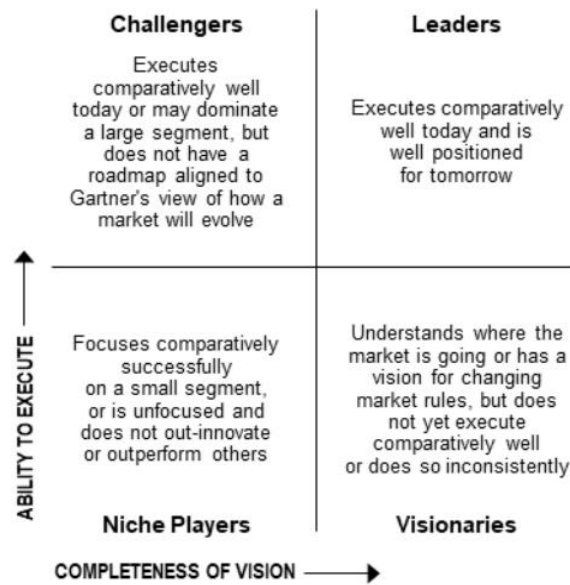 Challengers
Executes
comparatively well
today or may dominate
a large segment, but
does not have a
roadmap aligned to
Gartner's view of how a
market will evolve
Leaders
Executes comparatively
well today and is
well positioned
for tomorrow
Focuses comparatively
successfully
on a small segment,
or is unfocused and
does not out-innovate
or outperform others
Niche Players
Understands where the
market is going or has a
vision for changing
market rules, but does
not yet execute
comparatively well
or does so inconsistently
Visionaries
ABILITY TO EXECUTE
COMPLETENESS OF VISION